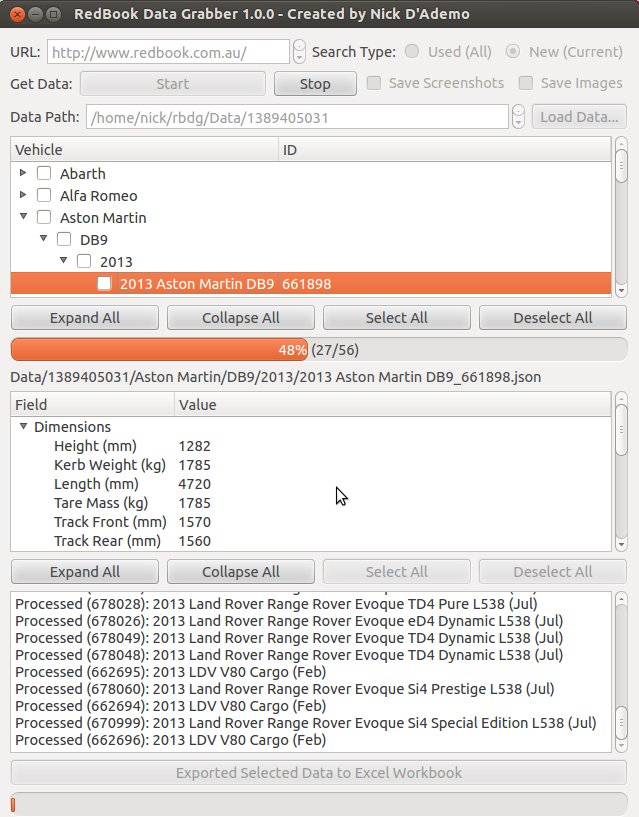 RedBook Data Grabber 1.0.0 - Created by Nick D'Ademo
URL: http://www.redbook.com.au/ Search Type: Used (All) New (Current)
Get Data: Start Stop Save Screenshots Save Images
Data Path: /home/nick/rbdg/Data/1389405031 Load Data...
Vehicle ID
Abarth
Alfa Romeo
Aston Martin
DB9
2013
2013 Aston Martin DB9 661898
Expand All Collapse All Select All Deselect All
48% (27/56)
Data/1389405031/Aston Martin/DB9/2013/2013 Aston Martin DB9_661898.json
Field Value
Dimensions
Height (mm) 1282
Kerb Weight (kg) 1785
Length (mm) 4720
Tare Mass (kg) 1785
Track Front (mm) 1570
Track Rear (mm) 1560
Expand All Collapse All Select All Deselect All
Processed (678028): 2013 Land Rover Range Rover Evoque TD4 Pure L538 (Jul)
Processed (678026): 2013 Land Rover Range Rover Evoque eD4 Dynamic L538 (Jul)
Processed (678049): 2013 Land Rover Range Rover Evoque TD4 Dynamic L538 (Jul)
Processed (678048): 2013 Land Rover Range Rover Evoque TD4 Dynamic L538 (Jul)
Processed (662695): 2013 LDV V80 Cargo (Feb)
Processed (678060): 2013 Land Rover Range Rover Evoque Si4 Prestige L538 (Jul)
Processed (662694): 2013 LDV V80 Cargo (Feb)
Processed (670999): 2013 Land Rover Range Rover Evoque Si4 Special Edition L538 (Jul)
Processed (662696): 2013 LDV V80 Cargo (Feb)
Exported Selected Data to Excel Workbook